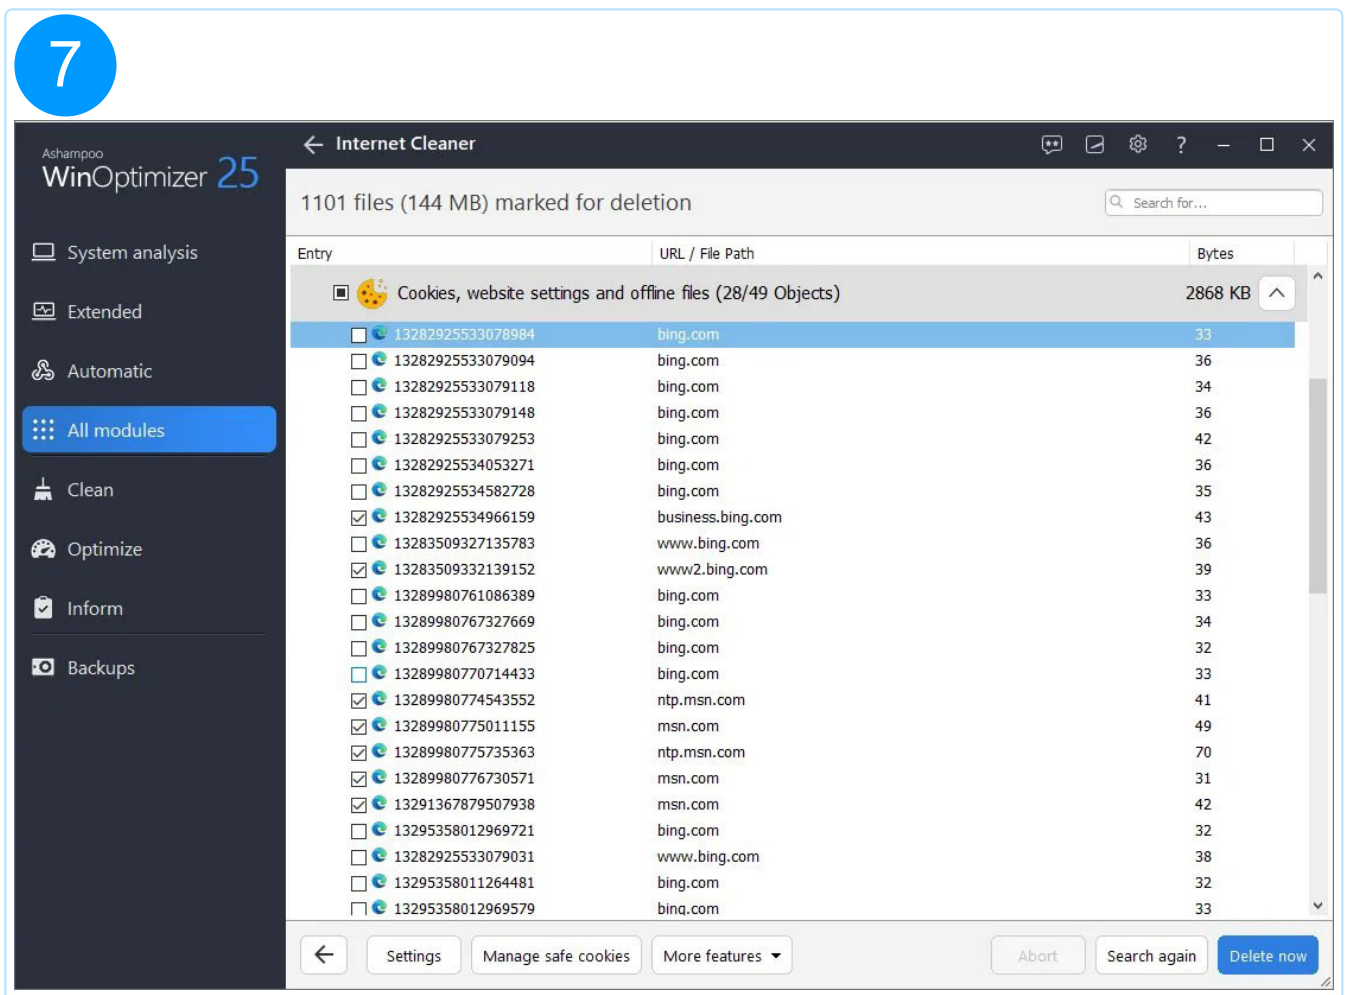 7
Ashampoo
WinOptimizer 25
Internet Cleaner
?
1101 files (144 MB) marked for deletion
Search for...
System analysis
Extended
Automatic
All modules
Clean
Optimize
Inform
Backups
Entry URL / File Path Bytes
Cookies, website settings and offline files (28/49 Objects) 2868 KB
13282925533078984 bing.com 33
13282925533079094 bing.com 36
13282925533079118 bing.com 34
13282925533079148 bing.com 36
13282925533079253 bing.com 42
13282925534053271 bing.com 36
13282925534582728 bing.com 35
13282925534966159 business.bing.com 43
13283509327135783 www.bing.com 36
13283509332139152 www2.bing.com 39
13289980761086389 bing.com 33
13289980767327669 bing.com 34
13289980767327825 bing.com 32
13289980770714433 bing.com 33
13289980774543552 ntp.msn.com 41
13289980775011155 msn.com 49
13289980775735363 ntp.msn.com 70
13289980776730571 msn.com 31
13291367879507938 msn.com 42
13295358012969721 bing.com 32
13282925533079031 www.bing.com 38
13295358011264481 bing.com 32
13295358012969579 bing.com 33
Settings Manage safe cookies More features Abort Search again Delete now